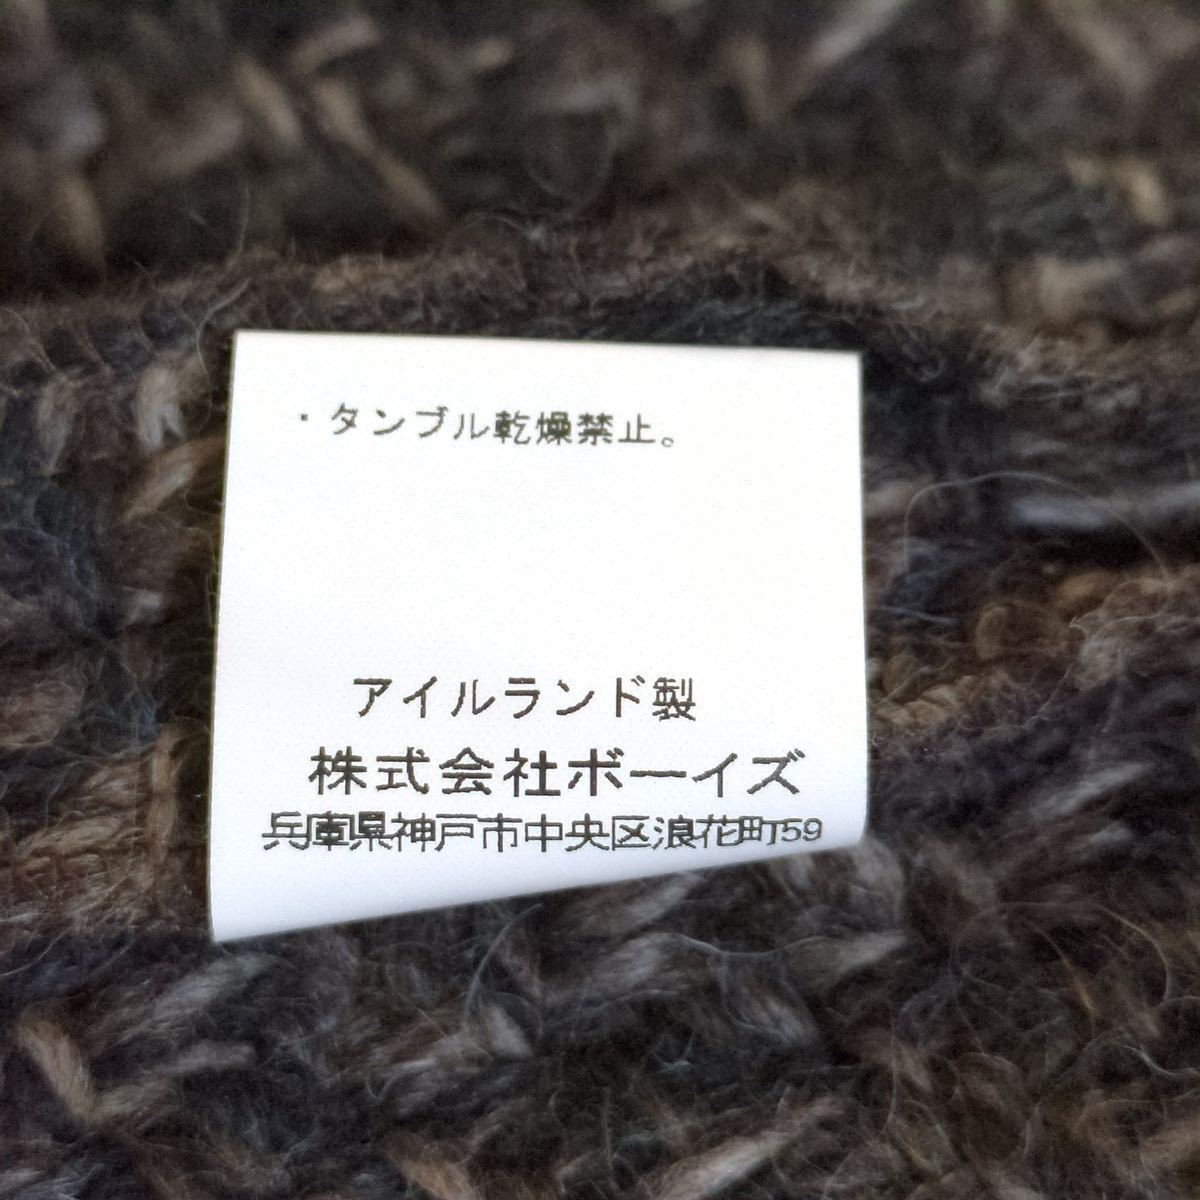 ・タンブル乾燥禁止。
アイルランド製
株式会社ボーイズ
兵庫県神戸市中央区浪花町59